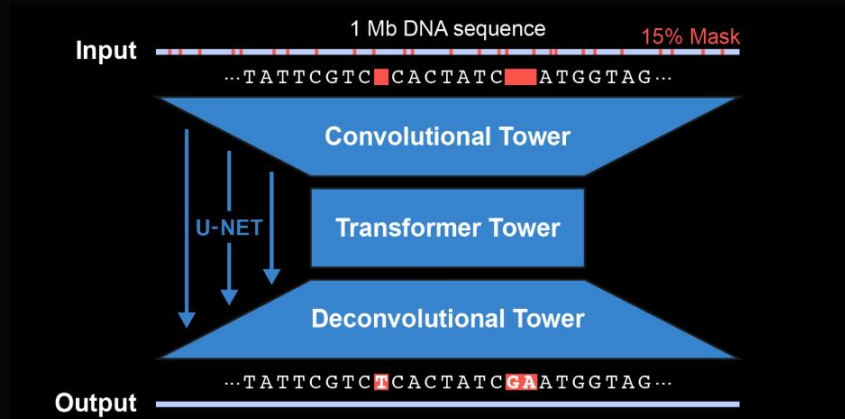 1 Mb DNA sequence
Input
15% Mask
...TATTCGTC CACTATC ATGGTAG...
Convolutional Tower
U-NET
Transformer Tower
Deconvolutional Tower
...TATTCGTCTCACTATCGAATGGTAG...
Output